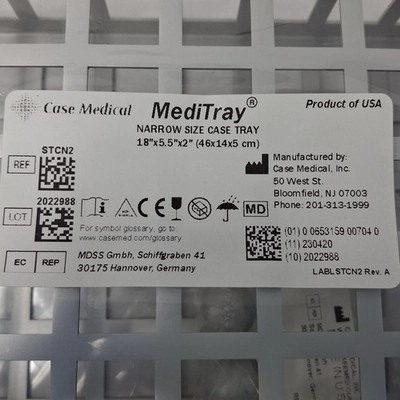 Case Medical
MediTray®
Product of USA
NARROW SIZE CASE TRAY
18"x5.5"x2" (46x14x5 cm)
REF
STCN2
LOT
2022988
Manufactured by:
Case Medical, Inc.
50 West St.
Bloomfield, NJ 07003
Phone: 201-313-1999
CE
MD
For symbol glossary, go to:
www.casemed.com/glossary
(01) 0 0653159 00704 0
(11) 230420
(10) 2022988
EC REP
MDSS Gmbh, Schiffgraben 41
30175 Hannover, Germany
LABLSTCN2 Rev. A